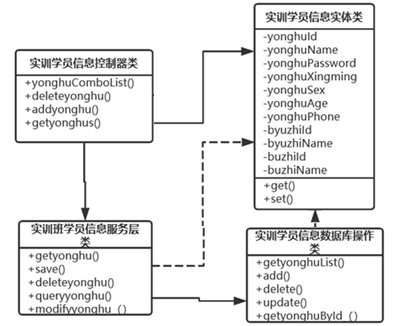 实训学员信息控制器类
+yonghuComboList()
+deleteyonghu()
+addyonghu()
+getyonghus()
实训学员信息实体类
-yonghuId
-yonghuName
-yonghuPassword
-yonghuXingming
-yonghuSex
-yonghuAge
-yonghuPhone
-byuzhiId
-byuzhiName
-buzhiId
-buzhiName
+get()
+set()
实训班学员信息服务层
类
+getyonghu()
+save()
+deleteyonghu()
+queryyonghu()
+modifyyonghu（）
实训学员信息数据库操作
类
+getyonghuList()
+add()
+delete()
+update()
+getyonghuById（）